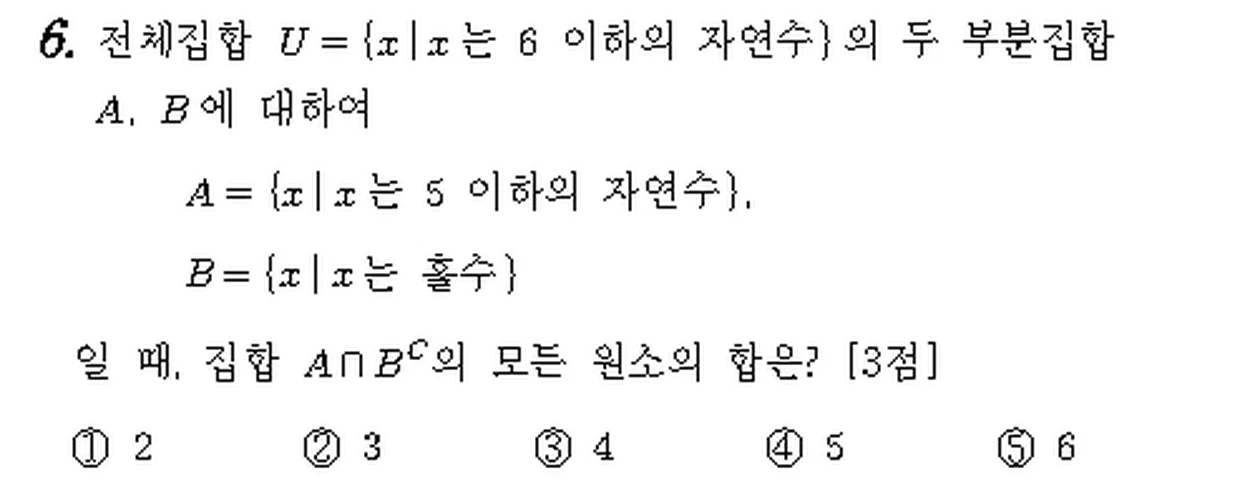 6. 전체집합 U = {x | x는 6 이하의 자연수}의 두 부분집합
A, B에 대하여
A = {x | x는 5 이하의 자연수},
B = {x | x는 홀수}
일 때, 집합 A∩B^C의 모든 원소의 합은? [3점]
① 2 ② 3 ③ 4 ④ 5 ⑤ 6